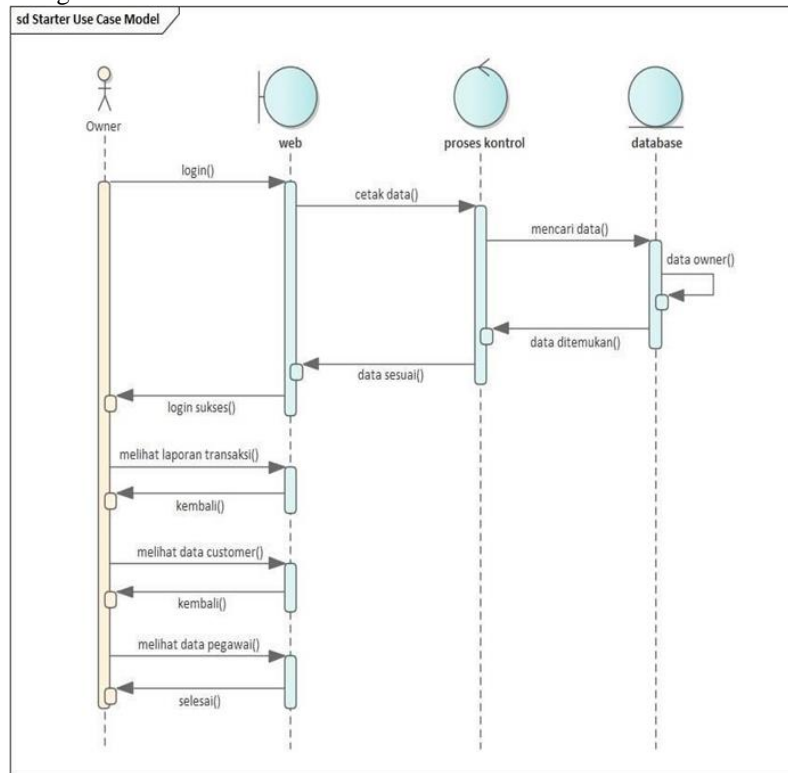 sd Starter Use Case Model
Owner
web
proses kontrol
database
login()
cetak data()
mencari data()
data owner()
data ditemukan()
data sesuai()
login sukses()
melihat laporan transaksi()
kembali()
melihat data customer()
kembali()
melihat data pegawai()
selesai()